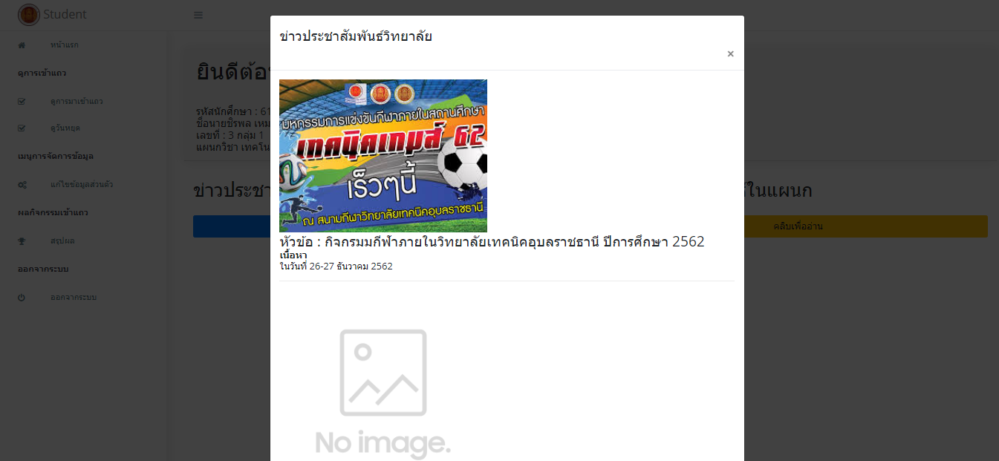 Student
หน้าแรก
ดูการเข้าแถว
ดูการมาเข้าแถว
ดูวันหยุด
เมนูการจัดการข้อมูล
แก้ไขข้อมูลส่วนตัว
ผลกิจกรรมเข้าแถว
สรุปผล
ออกจากระบบ
ออกจากระบบ
ยินดีต้อ
รหัสนักศึกษา : 61
ชื่อนายชิรพล เหม
เลขที่ : 3 กลุ่ม 1
แผนกวิชา เทคโน
ข่าวประชา
ในแผนก
คลิบเพื่ออ่าน
ข่าวประชาสัมพันธ์วิทยาลัย
×
มหกรรมการแข่งขันกีฬาภายในสถานศึกษา
เทคนิคเกมส์ 62
เร็วๆนี้
ณ สนามกีฬาวิทยาลัยเทคนิคอุบลราชธานี
หัวข้อ : กิจกรมมกีฬาภายในวิทยาลัยเทคนิคอุบลราชธานี ปีการศึกษา 2562
เนื้อหา
ในวันที่ 26-27 ธันวาคม 2562
No image.